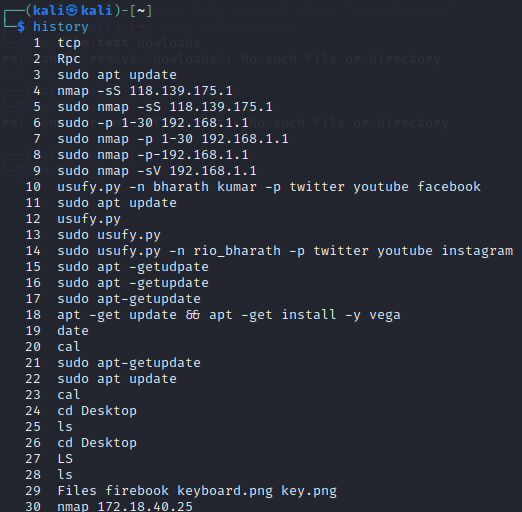 ┌──(kali㉿kali)-[~]
└─$ history
1 tcp
2 Rpc
3 sudo apt update
4 nmap -sS 118.139.175.1
5 sudo nmap -sS 118.139.175.1
6 sudo -p 1-30 192.168.1.1
7 sudo nmap -p 1-30 192.168.1.1
8 sudo nmap -p-192.168.1.1
9 sudo nmap -sV 192.168.1.1
10 usufy.py -n bharath kumar -p twitter youtube facebook
11 sudo apt update
12 usufy.py
13 sudo usufy.py
14 sudo usufy.py -n rio_bharath -p twitter youtube instagram
15 sudo apt -getudpate
16 sudo apt -getupdate
17 sudo apt-getupdate
18 apt -get update && apt -get install -y vega
19 date
20 cal
21 sudo apt-getupdate
22 sudo apt update
23 cal
24 cd Desktop
25 ls
26 cd Desktop
27 LS
28 ls
29 Files firebook keyboard.png key.png
30 nmap 172.18.40.25